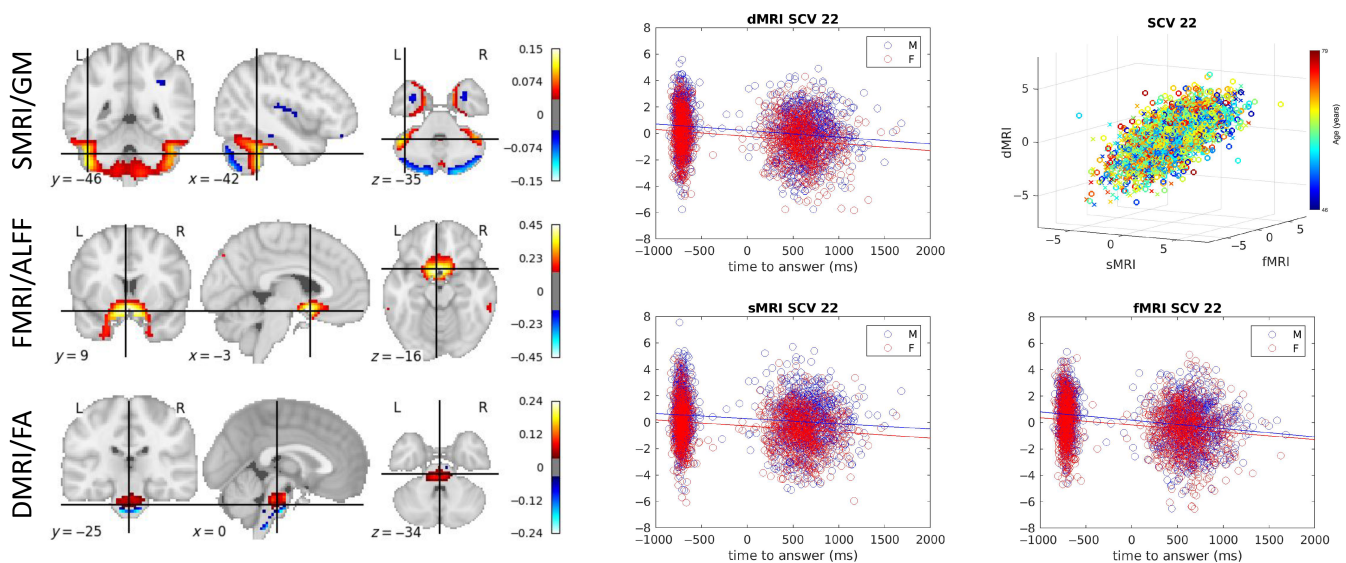 SMRI/GM
L
R
y = −46
x = −42
L
R
z = −35
0.15
0.074
0
−0.074
−0.15
FMRI/ALFF
L
R
y = 9
x = −3
L
R
z = −16
0.45
0.23
0
−0.23
−0.45
DMRI/FA
L
R
y = −25
x = 0
L
R
z = −34
0.24
0.12
0
−0.12
−0.24
dMRI SCV 22
M
F
8
6
4
2
0
−2
−4
−6
−8
−1000 −500 0 500 1000 1500 2000
time to answer (ms)
SCV 22
dMRI
5
0
−5
−5 0 5
sMRI
−5 0 5
fMRI
79
Age (years)
46
sMRI SCV 22
M
F
8
6
4
2
0
−2
−4
−6
−8
−1000 −500 0 500 1000 1500 2000
time to answer (ms)
fMRI SCV 22
M
F
8
6
4
2
0
−2
−4
−6
−8
−1000 −500 0 500 1000 1500 2000
time to answer (ms)